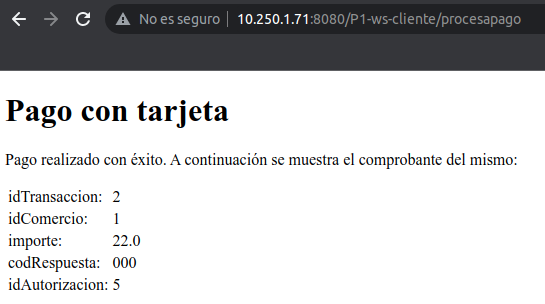 No es seguro 10.250.1.71:8080/P1-ws-cliente/procesapago
Pago con tarjeta
Pago realizado con éxito. A continuación se muestra el comprobante del mismo:
idTransaccion: 2
idComercio: 1
importe: 22.0
codRespuesta: 000
idAutorizacion: 5